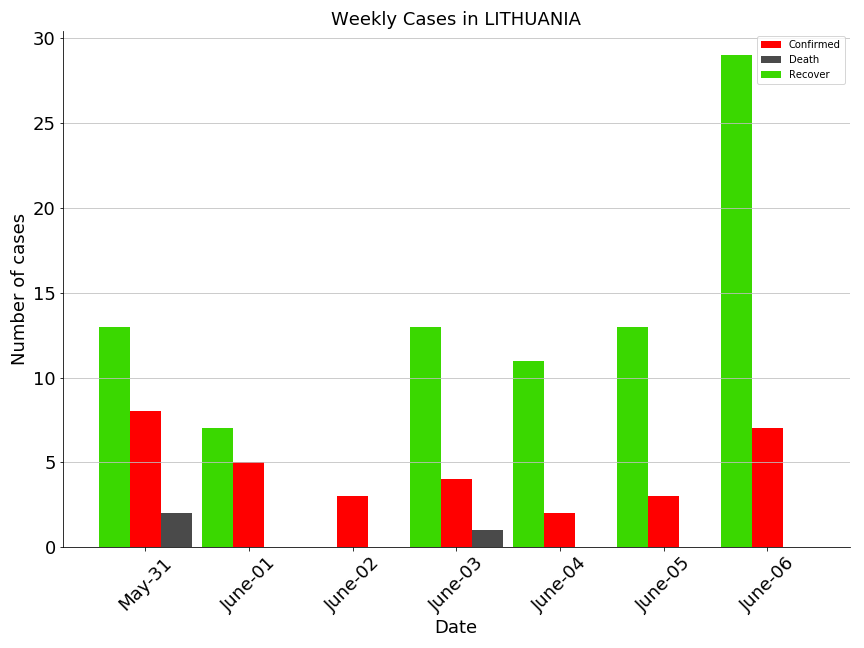 Weekly Cases in LITHUANIA
Confirmed
Death
Recover
Number of cases
30
25
20
15
10
5
0
May-31
June-01
June-02
June-03
June-04
June-05
June-06
Date